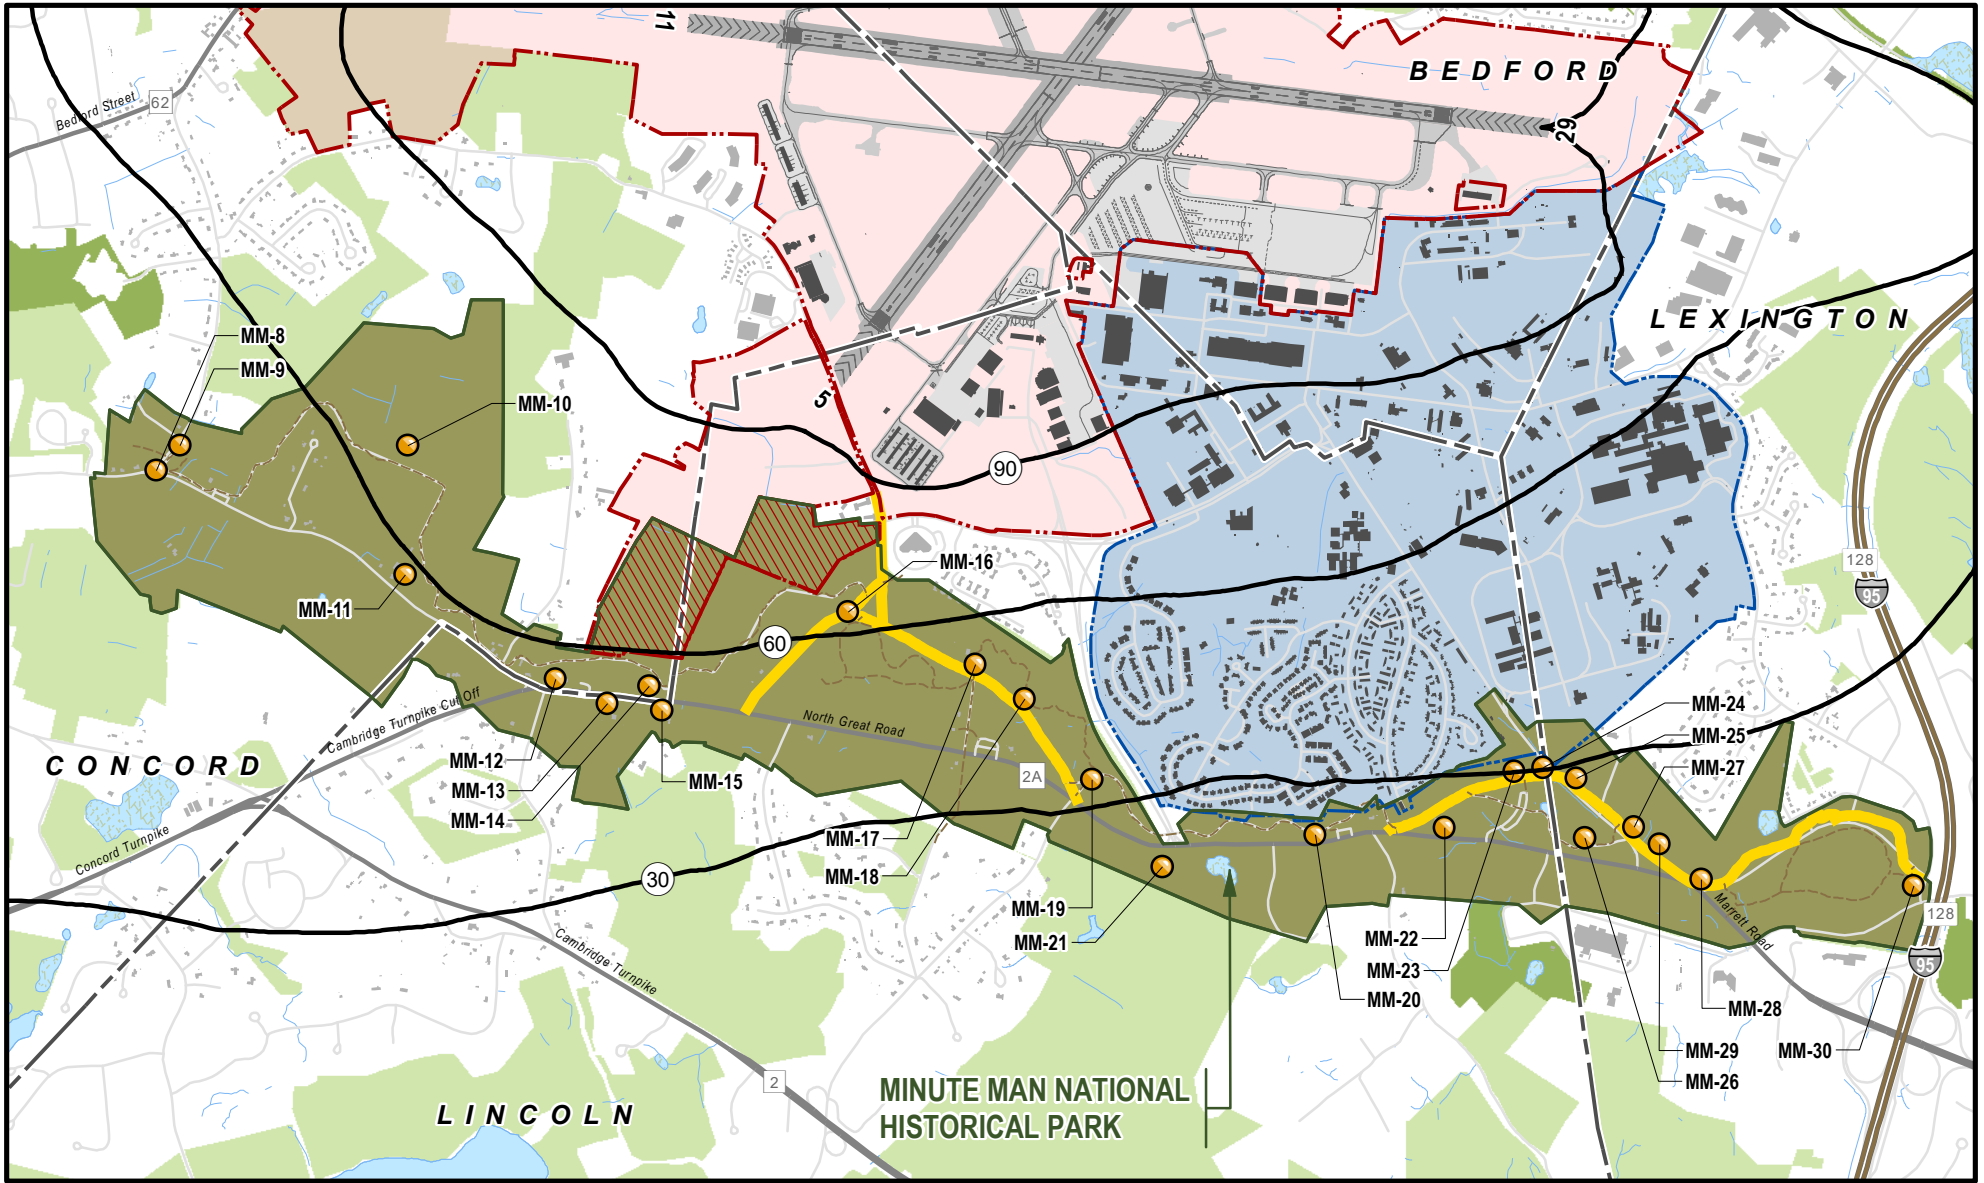 11
BEDFORD
62
Bedford Street
29
MM-8
MM-9
LEXINGTON
MM-10
5
90
MM-16
128
95
MM-11
60
MM-24
Cambridge Turnpike Cut Off
North Great Road
MM-25
CONCORD
MM-12
2A
MM-27
MM-13
MM-15
MM-14
Concord Turnpike
MM-17
MM-18
30
MM-19
Marrett Road
128
MM-21
MM-22
Cambridge Turnpike
MM-23
95
MM-20
MM-28
MM-29
MM-30
2
MM-26
MINUTE MAN NATIONAL
HISTORICAL PARK
LINCOLN